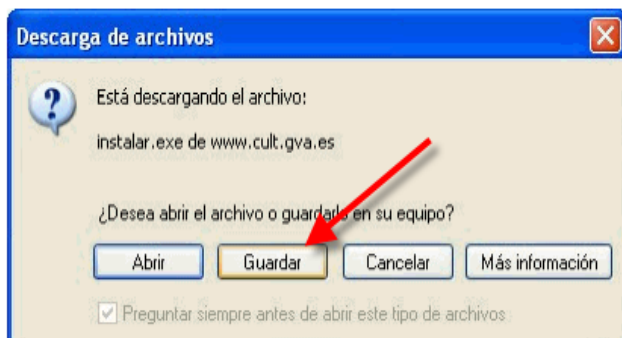 Descarga de archivos
Está descargando el archivo:
instalar.exe de www.cult.gva.es
¿Desea abrir el archivo o guardarlo en su equipo?
Abrir Guardar Cancelar Más información
Preguntar siempre antes de abrir este tipo de archivos